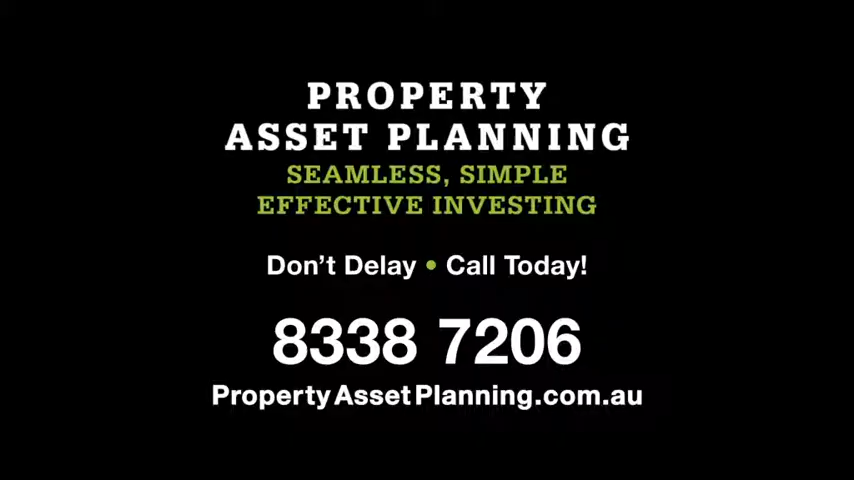 PROPERTY
ASSET PLANNING
SEAMLESS, SIMPLE
EFFECTIVE INVESTING
Don't Delay • Call Today!
8338 7206
PropertyAssetPlanning.com.au